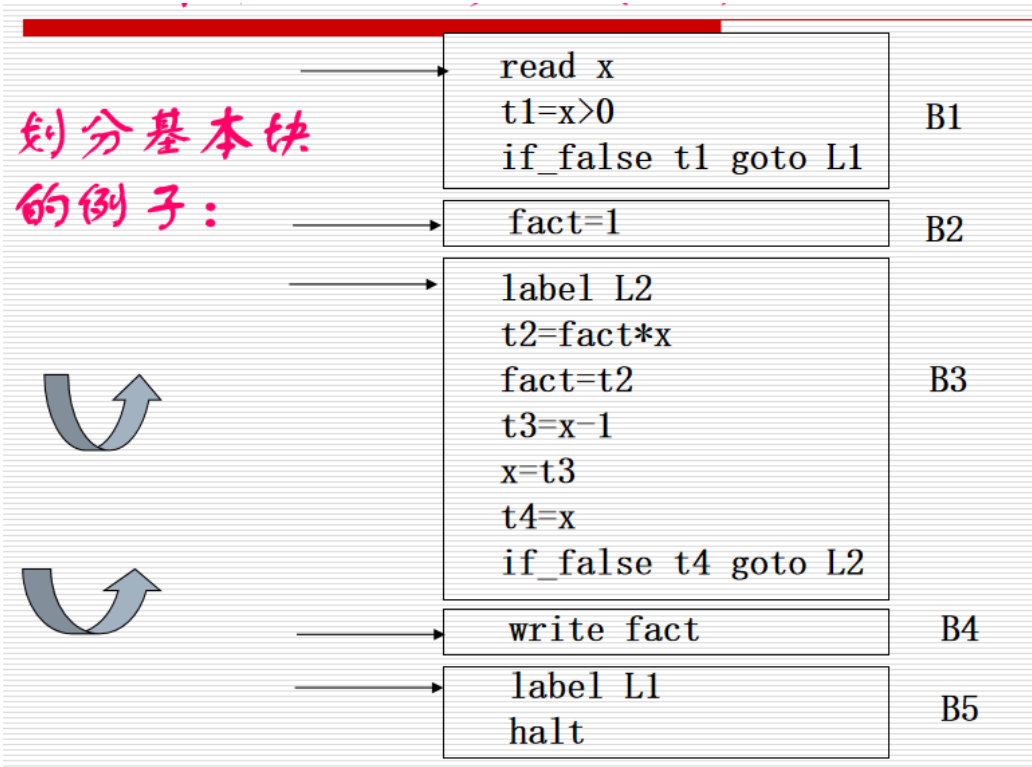 划分基本块
的例子：
read x
t1=x>0
if_false t1 goto L1
B1
fact=1
B2
label L2
t2=fact*x
fact=t2
t3=x-1
x=t3
t4=x
if_false t4 goto L2
B3
write fact
B4
label L1
halt
B5